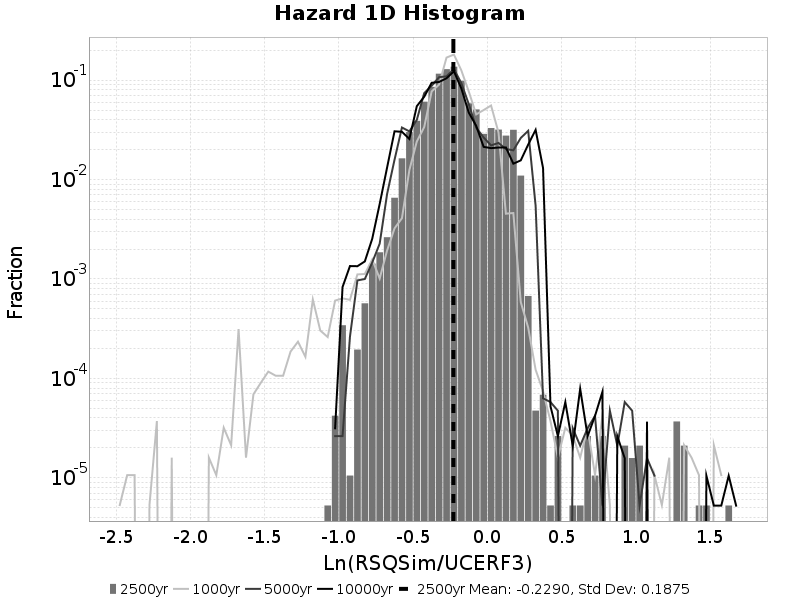 Hazard 1D Histogram
10-1
10-2
10-3
10-4
10-5
Fraction
-2.5 -2.0 -1.5 -1.0 -0.5 0.0 0.5 1.0 1.5
Ln(RSQSim/UCERF3)
2500yr 1000yr 5000yr 10000yr 2500yr Mean: -0.2290, Std Dev: 0.1875